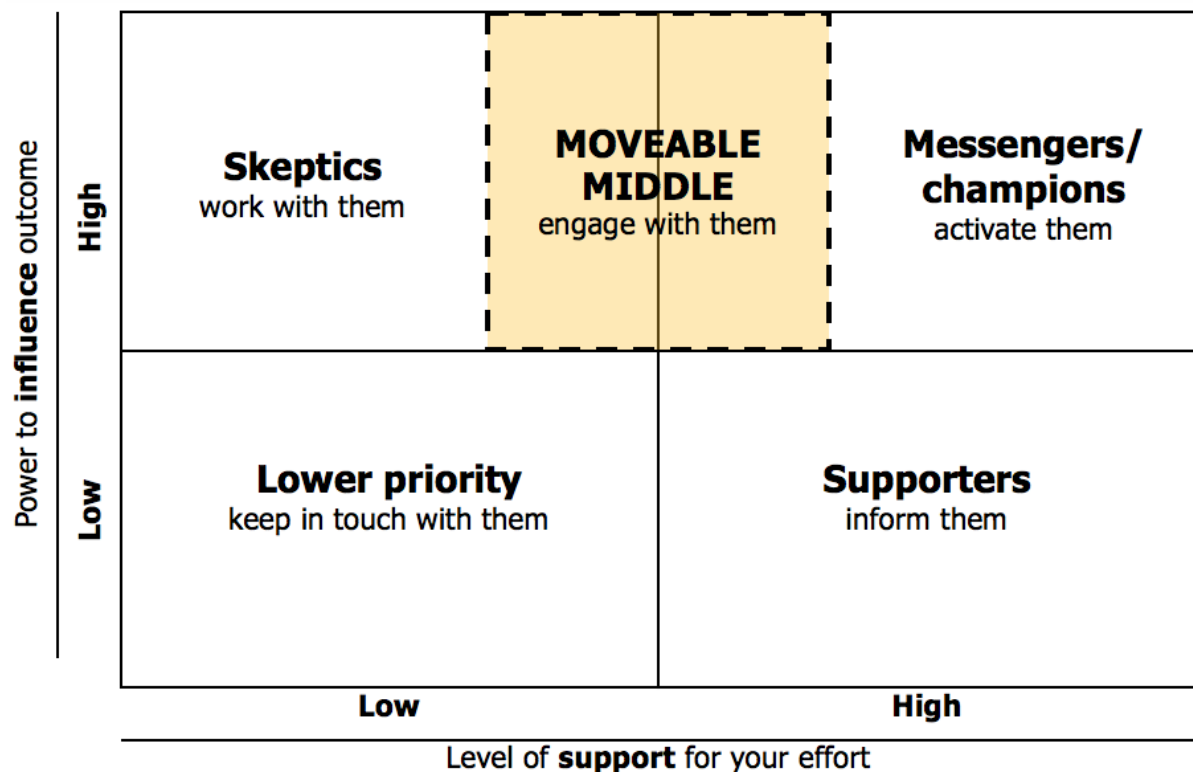 Power to influence outcome
High
Low
Skeptics
work with them
MOVEABLE
MIDDLE
engage with them
Messengers/
champions
activate them
Lower priority
keep in touch with them
Supporters
inform them
Low
High
Level of support for your effort